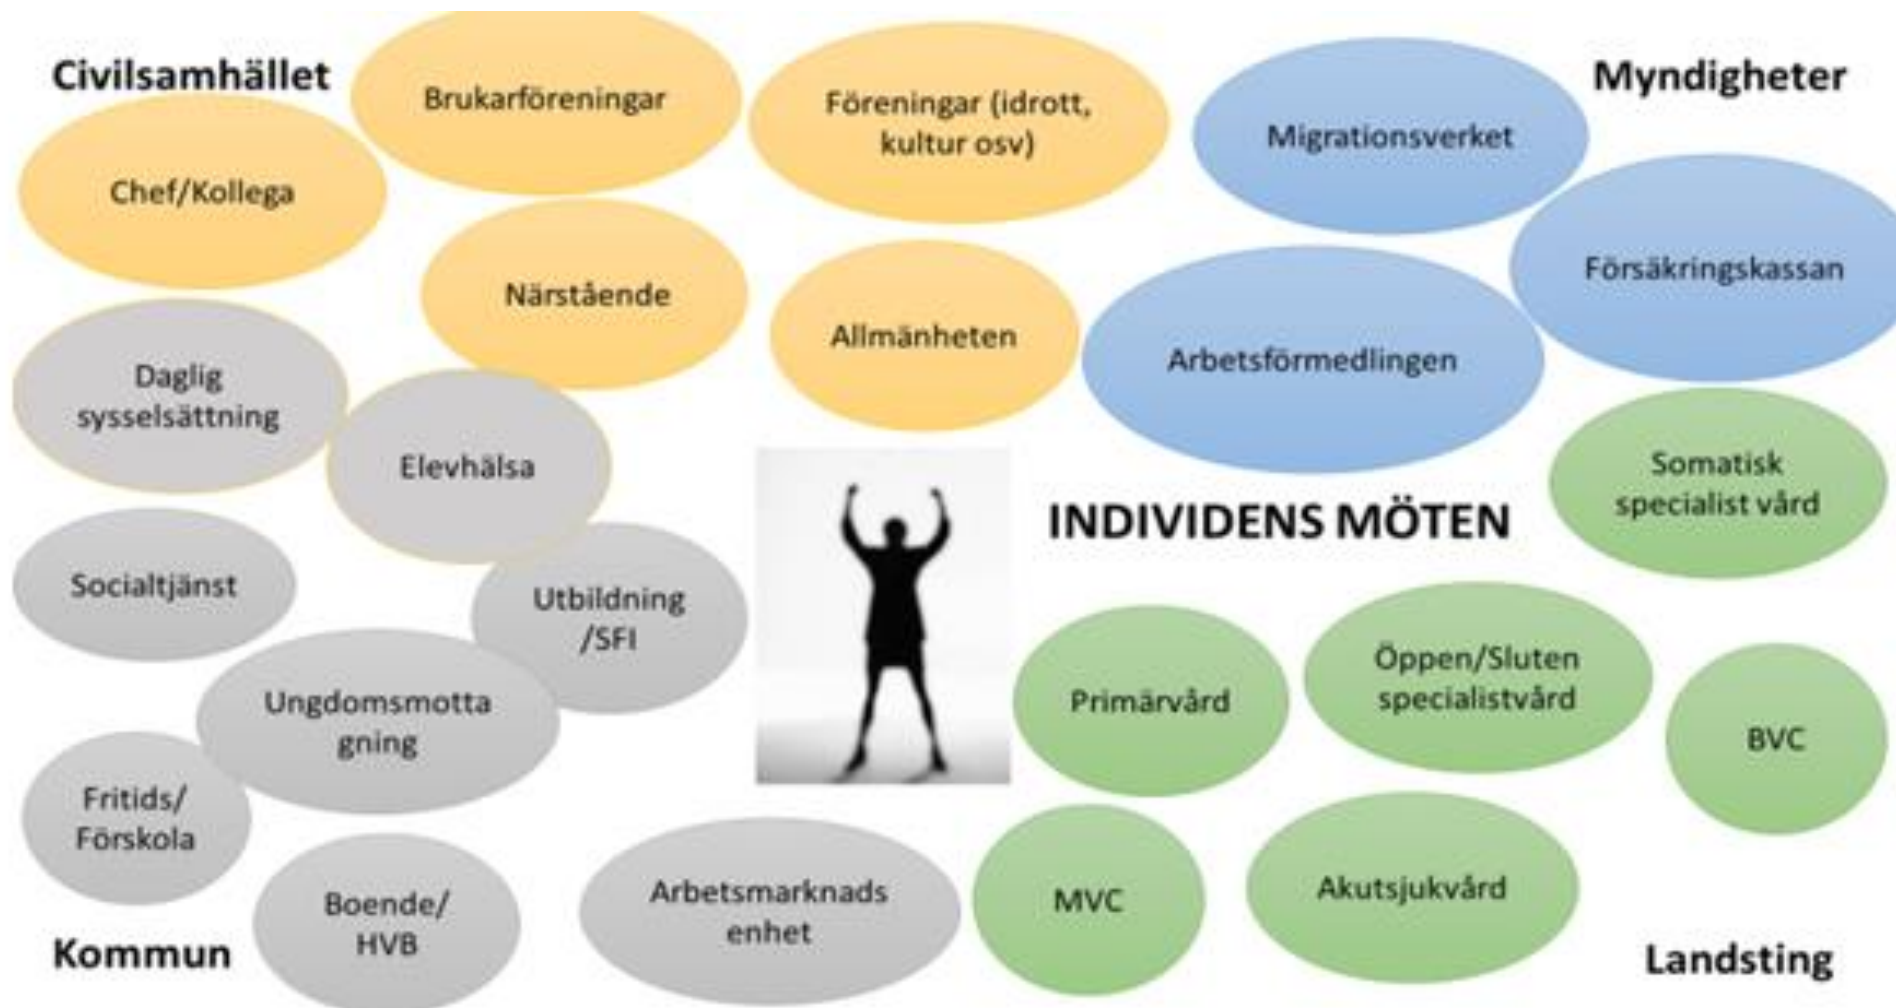 Civilsamhället
Brukarföreningar
Föreningar (idrott,
kultur osv)
Migrationsverket
Myndigheter
Chef/Kollega
Närstående
Allmänheten
Arbetsförmedlingen
Försäkringskassan
Daglig
sysselsättning
Elevhälsa
INDIVIDENS MÖTEN
Somatisk
specialist vård
Socialtjänst
Utbildning
/SFI
Ungdomsmotta
gning
Primärvård
Öppen/Sluten
specialistvård
BVC
Fritids/
Förskola
Boende/
HVB
Arbetsmarknads
enhet
MVC
Akutsjukvård
Kommun
Landsting